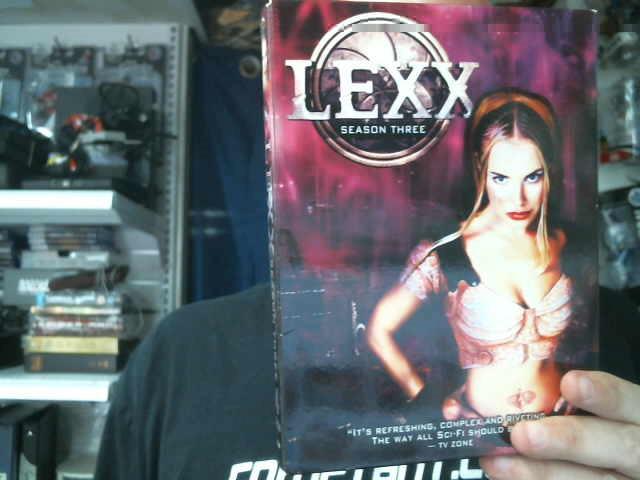 LEXX
SEASON THREE
"IT'S REFRESHING, COMPLEX AND RIVETING
THE WAY ALL SCI-FI SHOULD
— TV ZONE